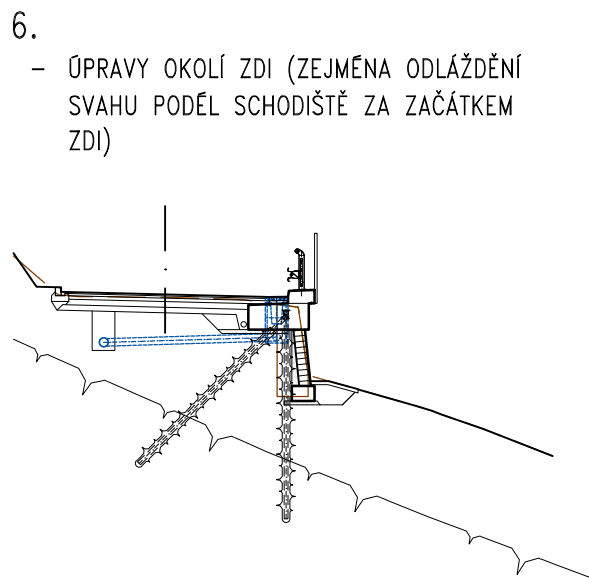 6.
– ÚPRAVY OKOLÍ ZDI (ZEJMÉNA ODLÁŽDĚNÍ
SVAHU PODÉL SCHODIŠTĚ ZA ZAČÁTKEM
ZDI)